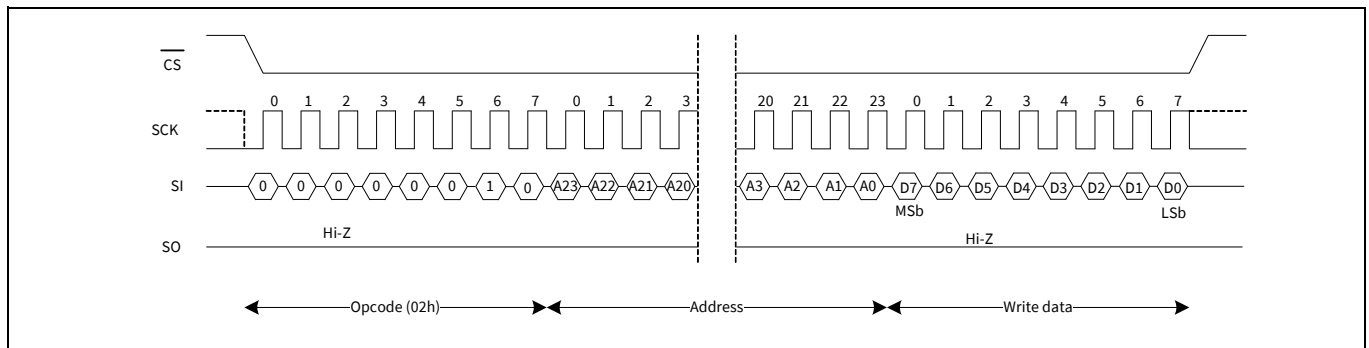 CS
0 1 2 3 4 5 6 7 0 1 2 3 20 21 22 23 0 1 2 3 4 5 6 7
SCK
SI 0 0 0 0 0 0 1 0 A23 A22 A21 A20 A3 A2 A1 A0 D7 D6 D5 D4 D3 D2 D1 D0
MSb LSb
Hi-Z Hi-Z
SO
Opcode (02h) Address Write data